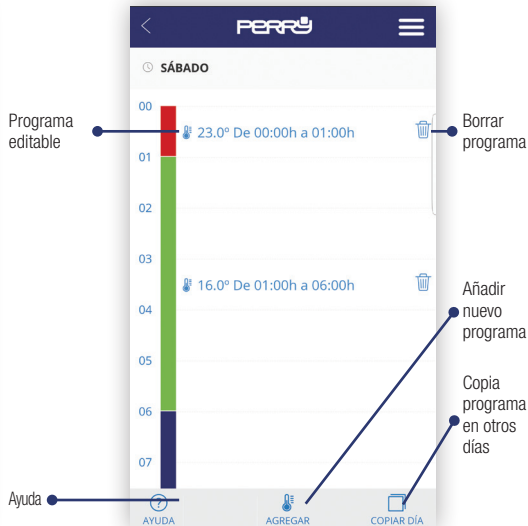 PERRY
SÁBADO
00
Programa
editable
23.0º De 00:00h a 01:00h
Borrar
programa
01
02
03
16.0º De 01:00h a 06:00h
Añadir
nuevo
programa
04
05
Copia
programa
en otros
días
06
07
Ayuda
AYUDA
AGREGAR
COPIAR DÍA